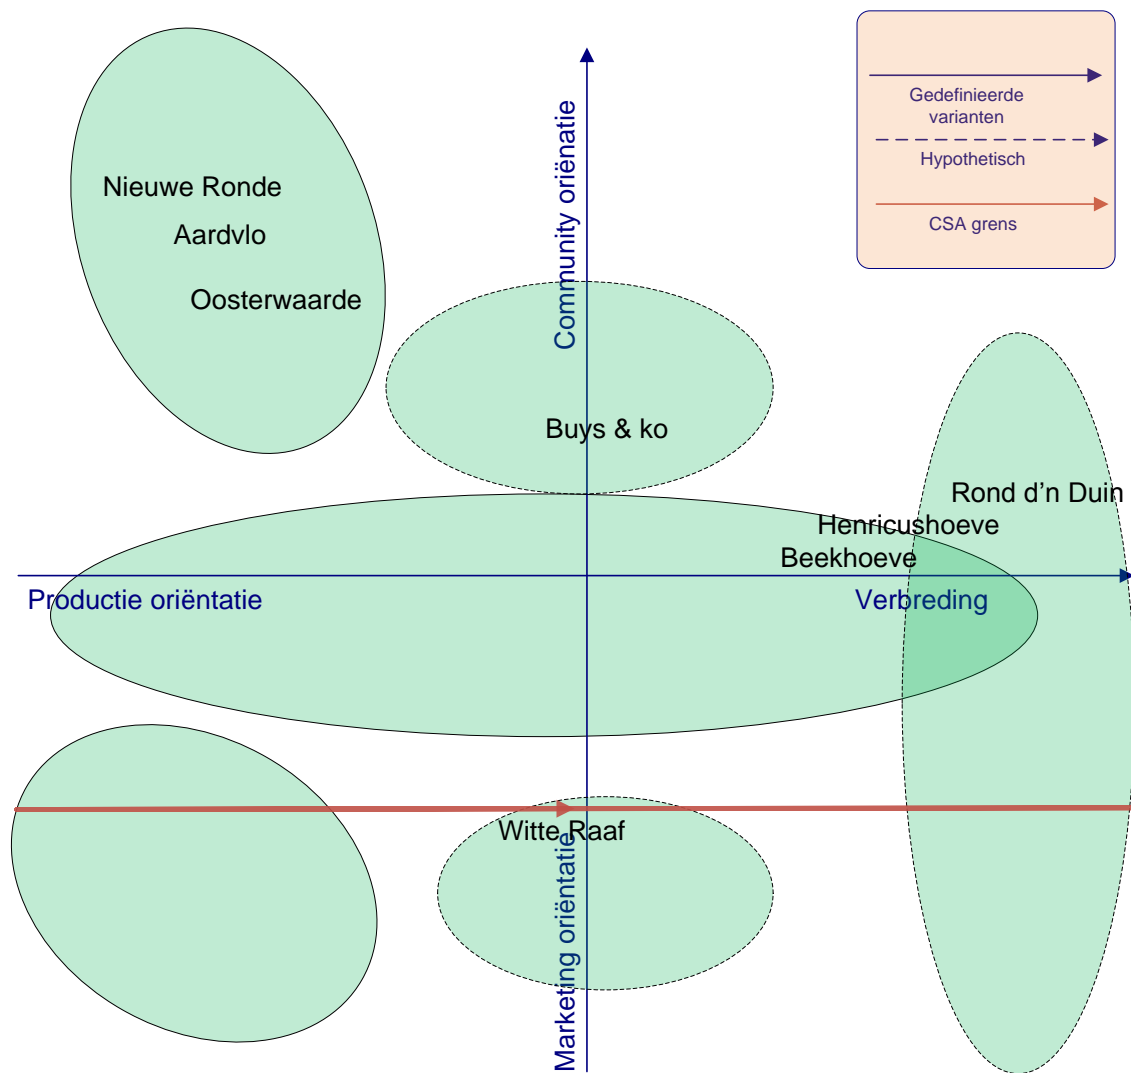 Gedefinieerde
varianten
Hypothetisch
CSA grens
Community oriënatie
Nieuwe Ronde
Aardvlo
Oosterwaarde
Buys & ko
Rond d’n Duin
Henricushoeve
Beekhoeve
Productie oriëntatie
Verbreding
Witte Raaf
Marketing oriëntatie